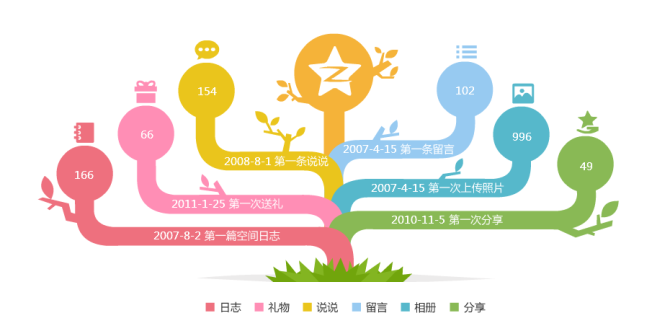 154
102
66
996
166
49
2008-8-1 第一条说说
2007-4-15 第一条留言
2011-1-25 第一次送礼
2007-4-15 第一次上传照片
2007-8-2 第一篇空间日志
2010-11-5 第一次分享
日志 礼物 说说 留言 相册 分享